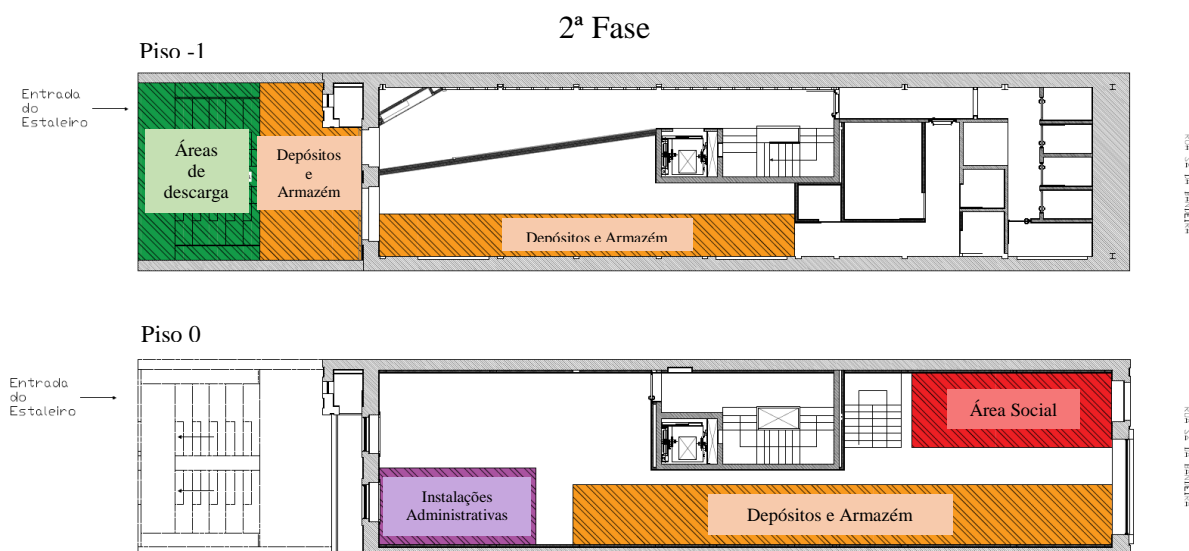 2ª Fase
Piso -1
Entrada
do
Estaleiro
Áreas
de
descarga
Depósitos
e
Armazém
Depósitos e Armazém
Piso 0
Entrada
do
Estaleiro
Área Social
Instalações
Administrativas
Depósitos e Armazém